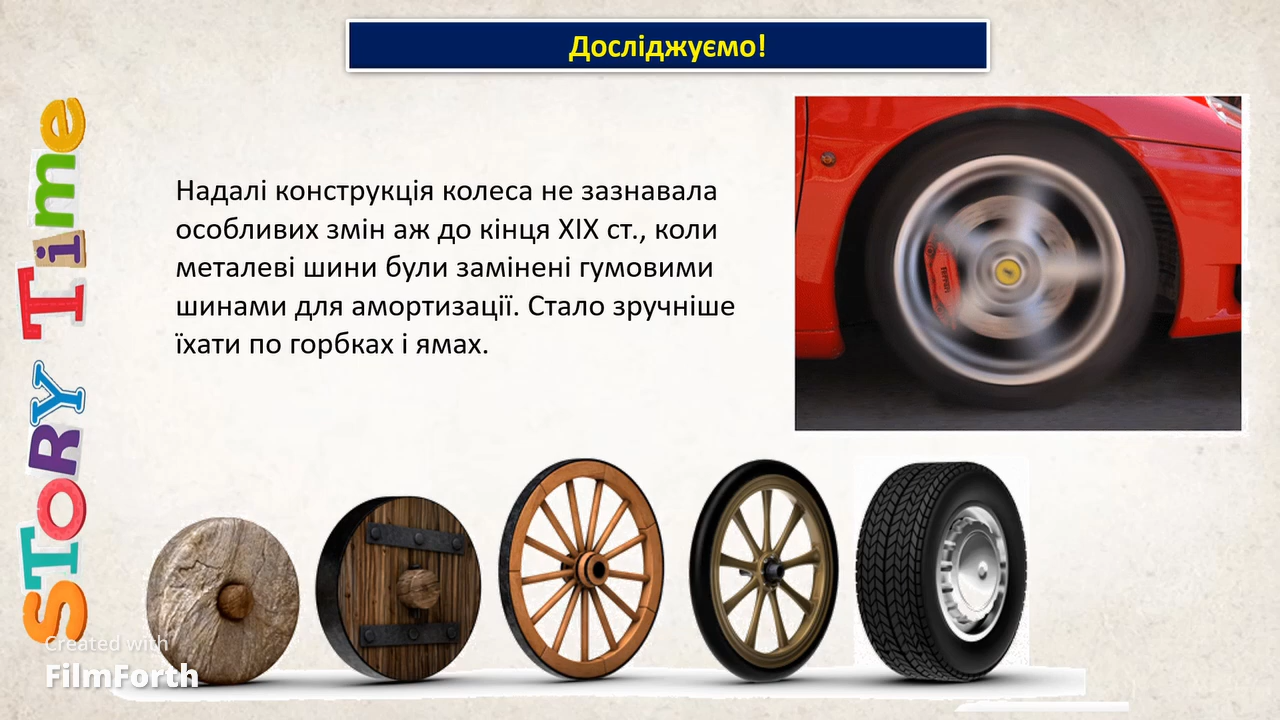 Досліджуємо!
STORY Time
Надалі конструкція колеса не зазнавала
особливих змін аж до кінця XIX ст., коли
металеві шини були замінені гумовими
шинами для амортизації. Стало зручніше
їхати по горбках і ямах.
Created with
FilmForth